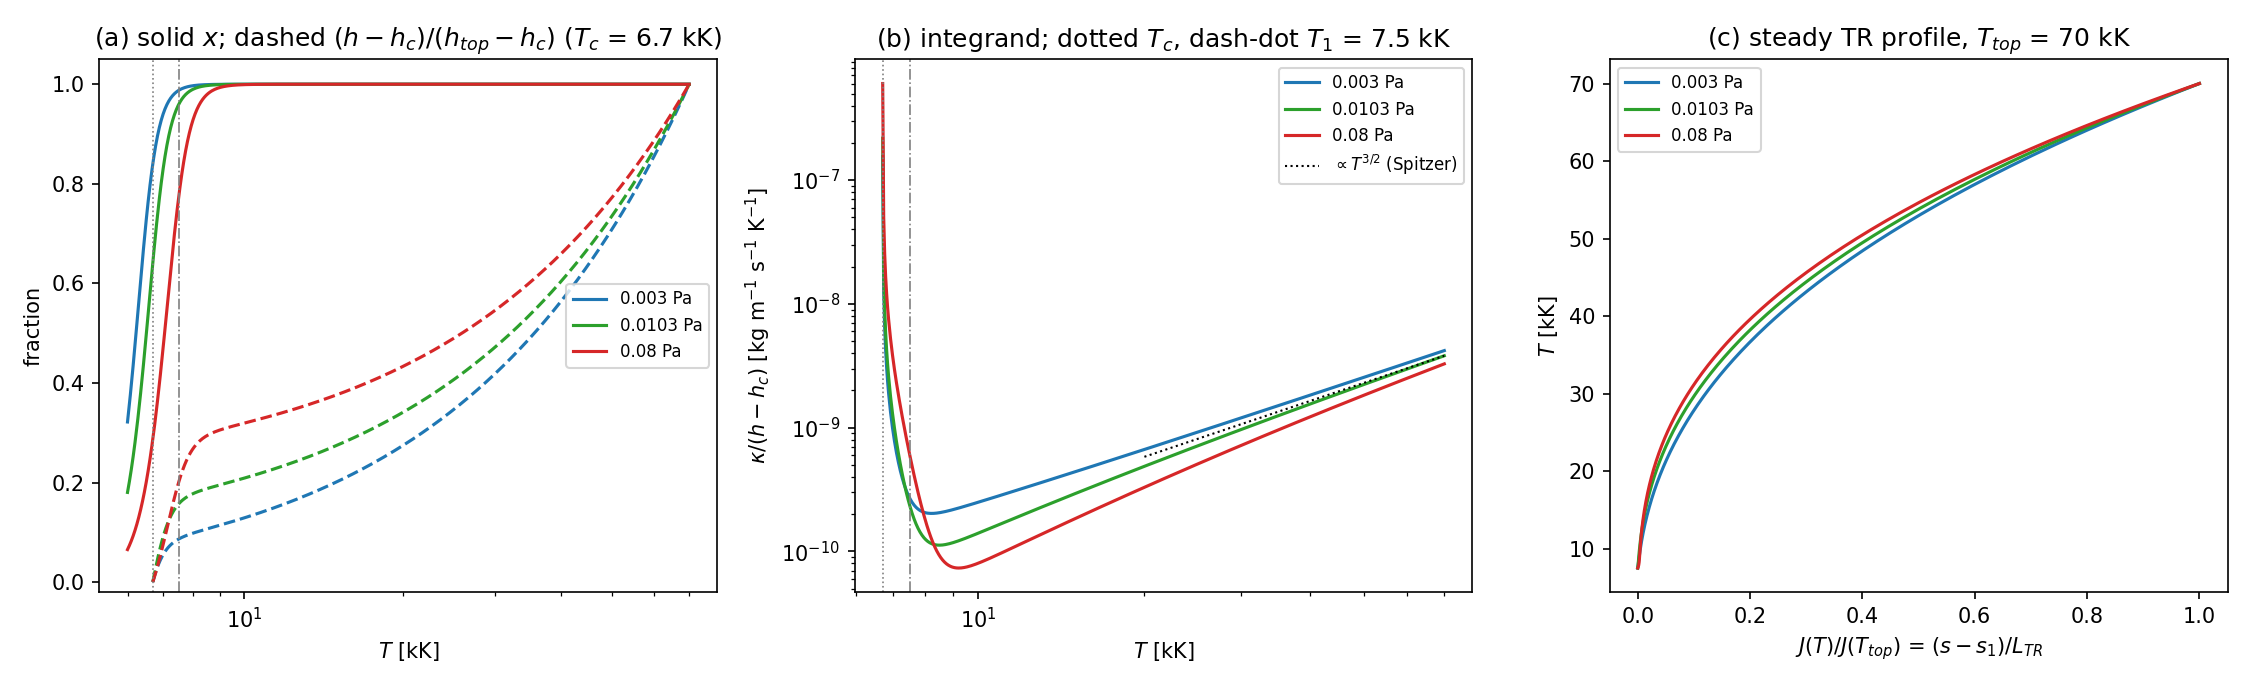 (a) solid x; dashed (h − h_c)/(h_top − h_c) (T_c = 6.7 kK)
fraction
1.0
0.8
0.6
0.4
0.2
0.0
0.003 Pa
0.0103 Pa
0.08 Pa
10¹
T [kK]
(b) integrand; dotted T_c, dash-dot T_1 = 7.5 kK
κ/(h − h_c) [kg m⁻¹ s⁻¹ K⁻¹]
10⁻⁷
10⁻⁸
10⁻⁹
10⁻¹⁰
0.003 Pa
0.0103 Pa
0.08 Pa
∝ T^{3/2} (Spitzer)
10¹
T [kK]
(c) steady TR profile, T_top = 70 kK
T [kK]
70
60
50
40
30
20
10
0.003 Pa
0.0103 Pa
0.08 Pa
0.0 0.2 0.4 0.6 0.8 1.0
J(T)/J(T_top) = (s − s_1)/L_TR